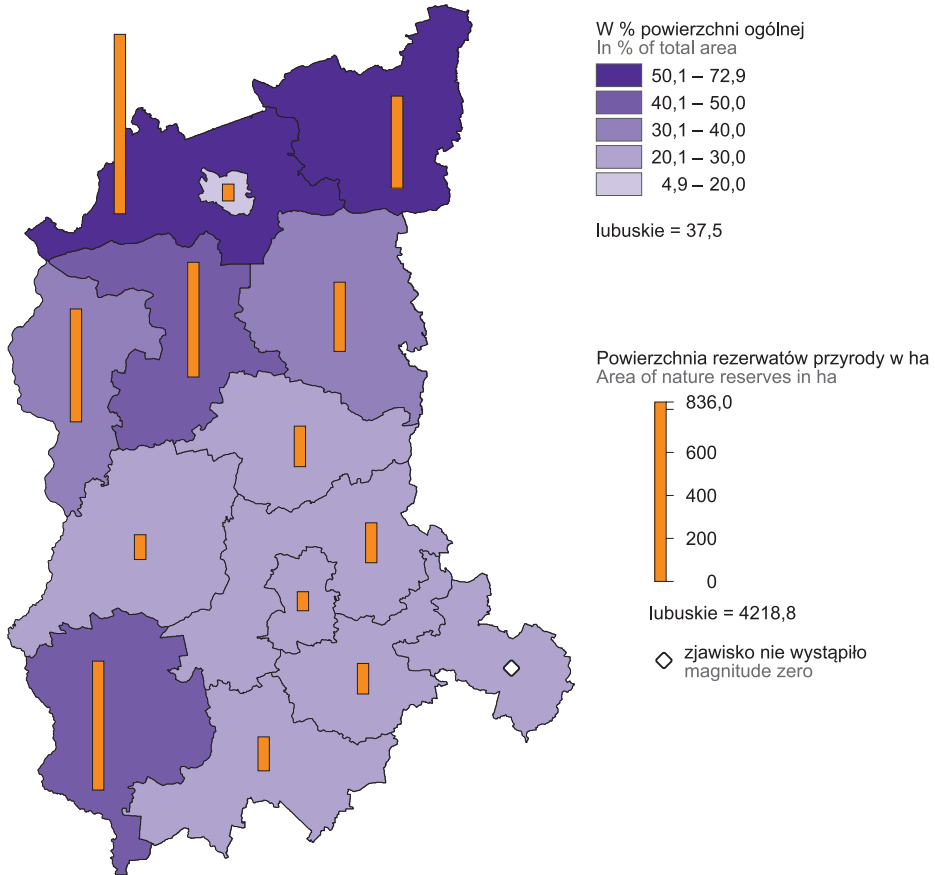 W % powierzchni ogólnej
In % of total area
50,1 – 72,9
40,1 – 50,0
30,1 – 40,0
20,1 – 30,0
4,9 – 20,0
lubuskie = 37,5
Powierzchnia rezerwatów przyrody w ha
Area of nature reserves in ha
836,0
600
400
200
0
lubuskie = 4218,8
zjawisko nie wystąpiło
magnitude zero